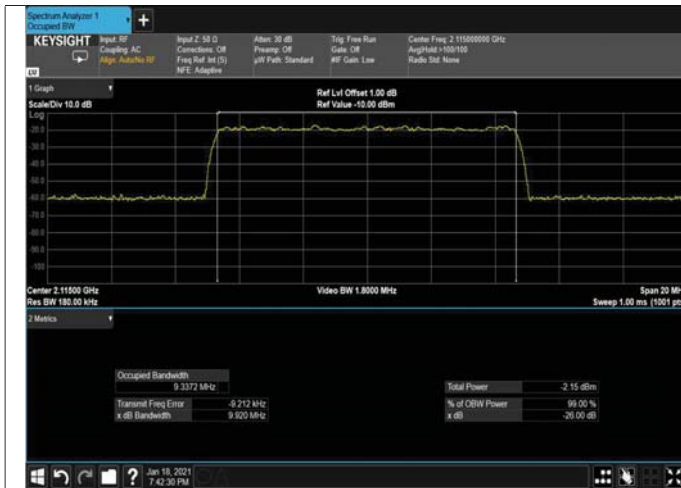 Spectrum Analyzer 1
Occupied BW
+
KEYSIGHT
Input: RF
Coupling: AC
Align: Auto/No RF
Input Z: 50 Ω
Corrections: Off
Freq Ref: Int (S)
NFE: Adaptive
Atten: 30 dB
Preamp: Off
µW Path: Standard
Trig: Free Run
Gate: Off
#IF Gain: Low
Center Freq: 2.115000000 GHz
Avg|Hold:>100/100
Radio Std: None
1 Graph
Scale/Div 10.0 dB
Ref Lvl Offset 1.00 dB
Ref Value -10.00 dBm
Log
-20.0
-30.0
-40.0
-50.0
-60.0
-70.0
-80.0
-90.0
-100
Center 2.11500 GHz
Res BW 180.00 kHz
Video BW 1.8000 MHz
Span 20 MH
Sweep 1.00 ms (1001 pt
2 Metrics
Occupied Bandwidth
9.3372 MHz
Transmit Freq Error -9.212 kHz
x dB Bandwidth 9.920 MHz
Total Power -2.15 dBm
% of OBW Power 99.00 %
x dB -26.00 dB
?
Jan 18, 2021
7:42:30 PM